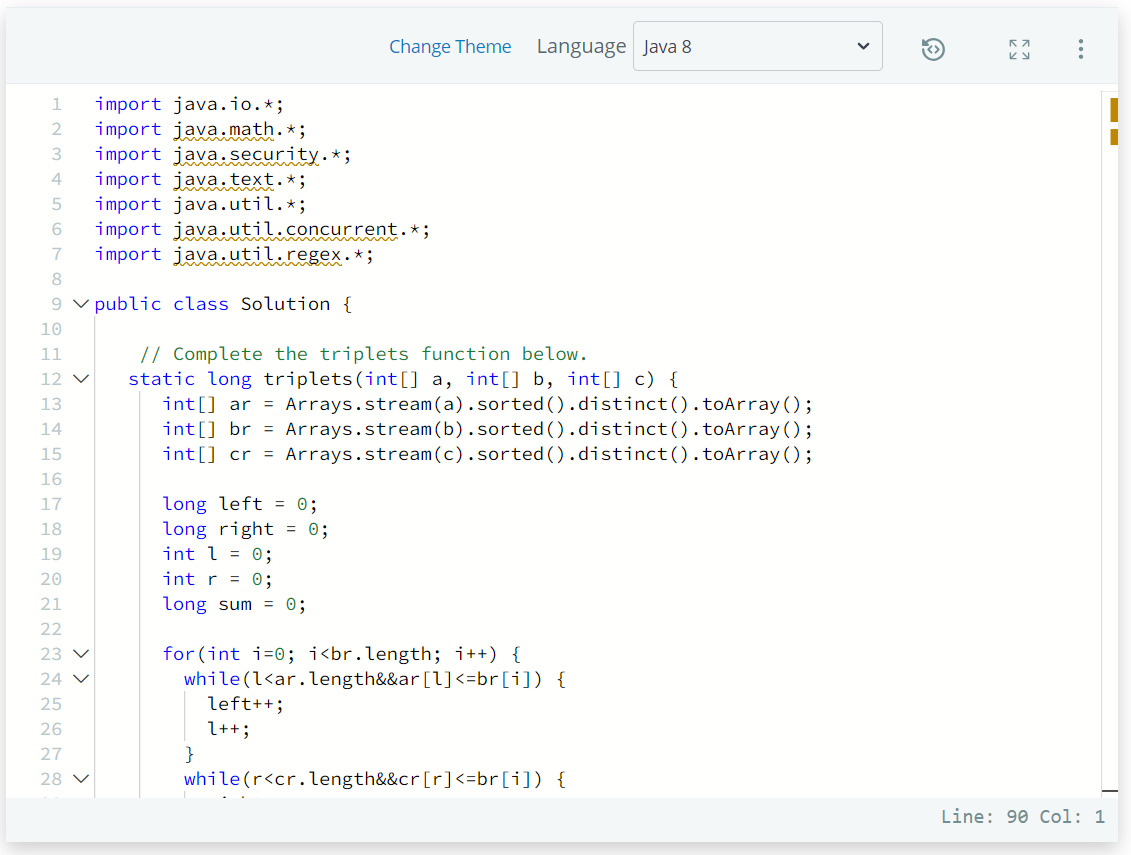 Change Theme Language Java 8
1 import java.io.*;
2 import java.math.*;
3 import java.security.*;
4 import java.text.*;
5 import java.util.*;
6 import java.util.concurrent.*;
7 import java.util.regex.*;
8
9 public class Solution {
10
11 // Complete the triplets function below.
12 static long triplets(int[] a, int[] b, int[] c) {
13 int[] ar = Arrays.stream(a).sorted().distinct().toArray();
14 int[] br = Arrays.stream(b).sorted().distinct().toArray();
15 int[] cr = Arrays.stream(c).sorted().distinct().toArray();
16
17 long left = 0;
18 long right = 0;
19 int l = 0;
20 int r = 0;
21 long sum = 0;
22
23 for(int i=0; i<br.length; i++) {
24 while(l<ar.length&&ar[l]<=br[i]) {
25 left++;
26 l++;
27 }
28 while(r<cr.length&&cr[r]<=br[i]) {
Line: 90 Col: 1